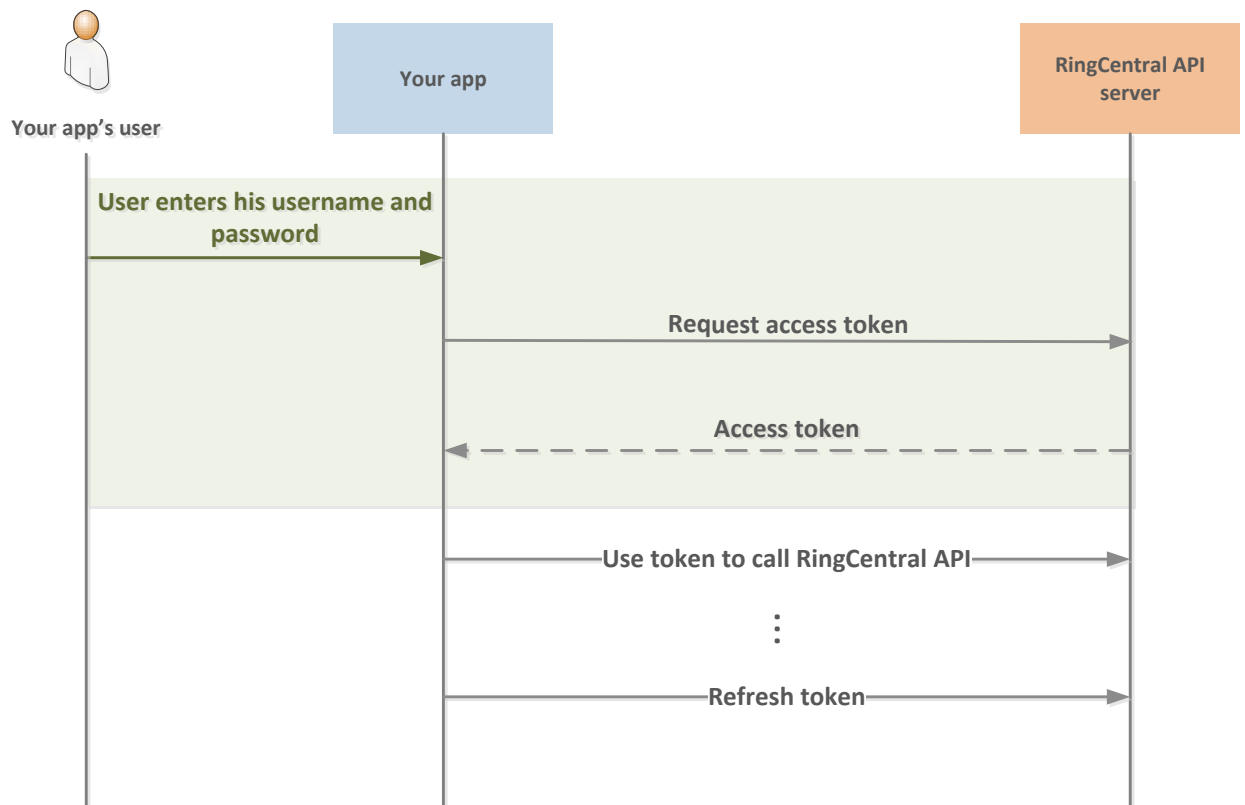 Your app's user
Your app
RingCentral API
server
User enters his username and
password
Request access token
Access token
Use token to call RingCentral API
Refresh token